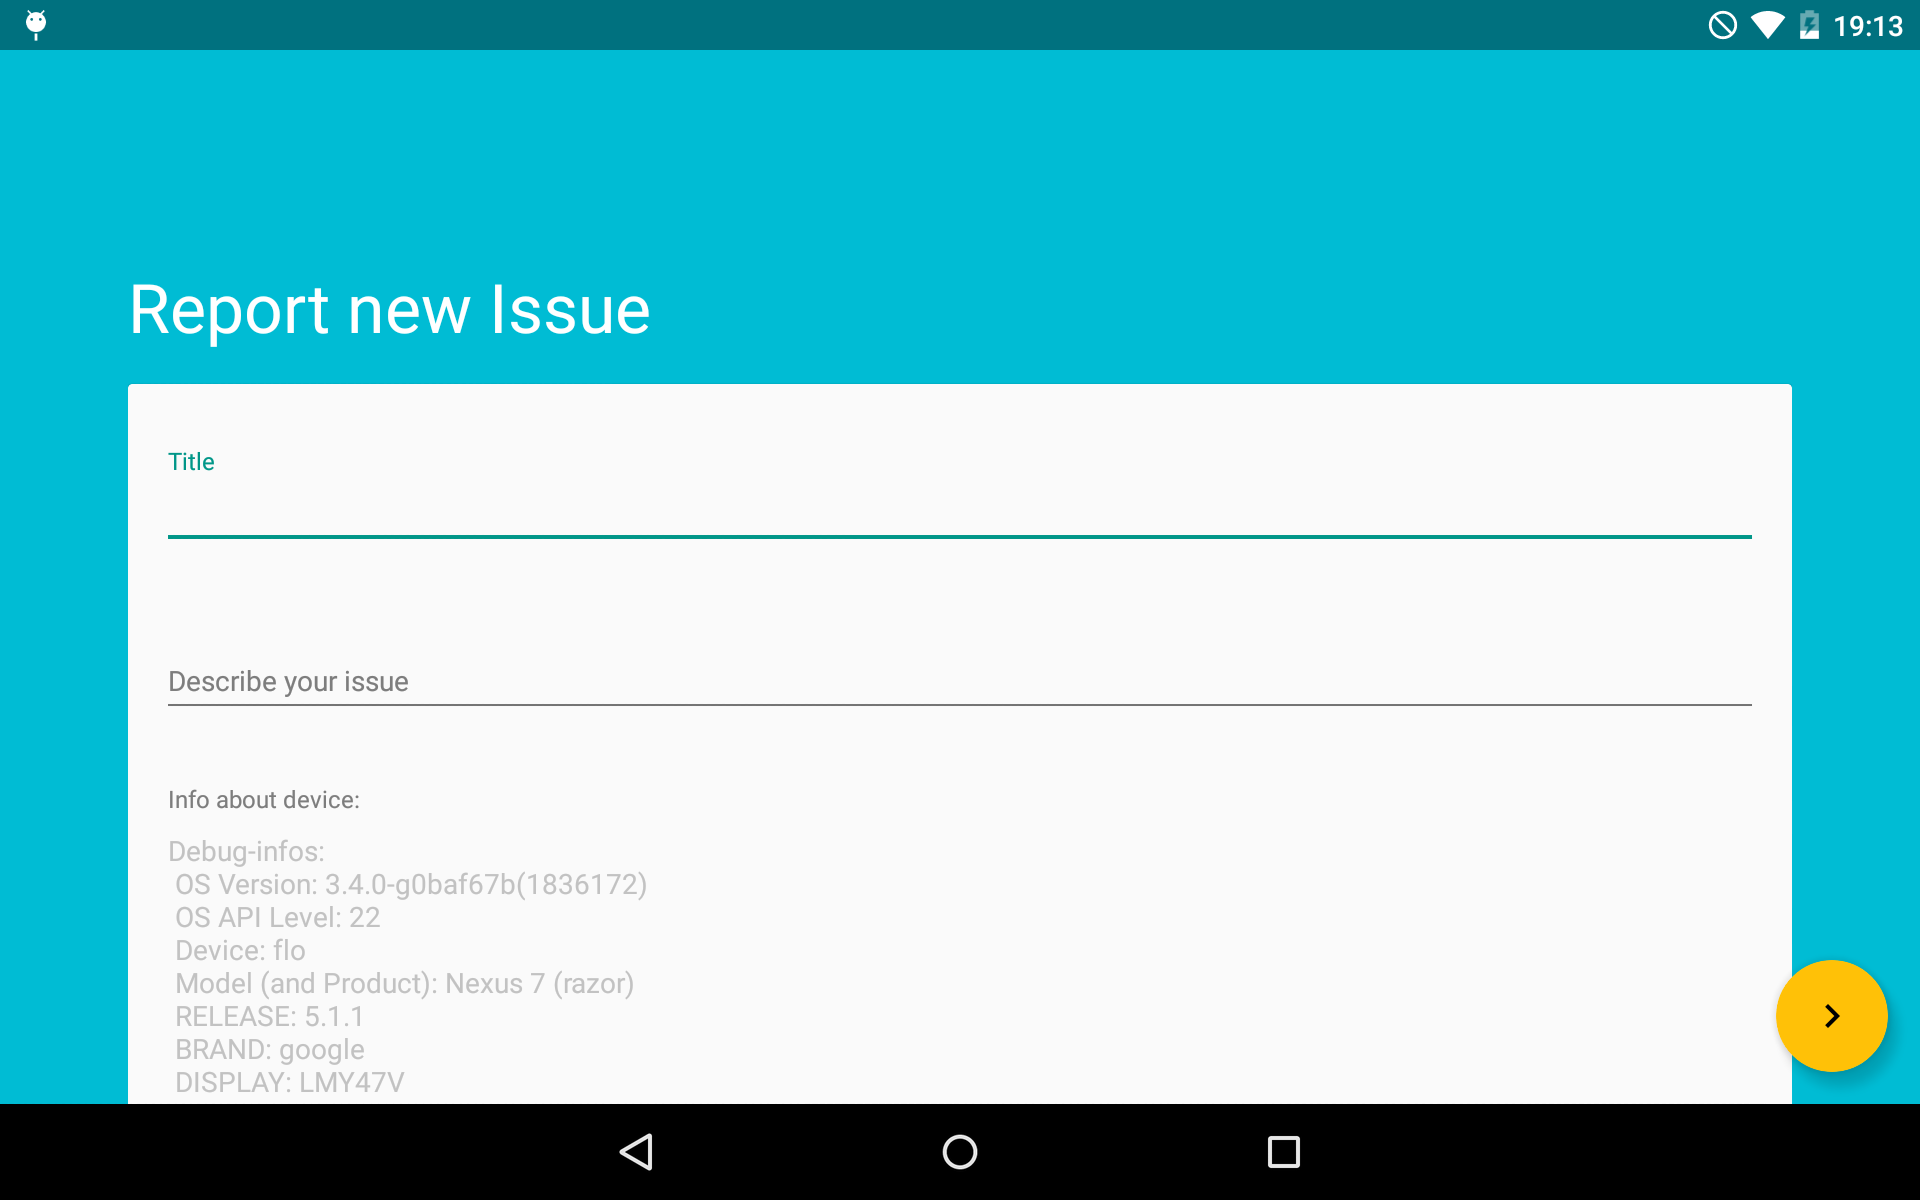 19:13
Report new Issue
Title
Describe your issue
Info about device:
Debug-infos:
OS Version: 3.4.0-g0baf67b(1836172)
OS API Level: 22
Device: flo
Model (and Product): Nexus 7 (razor)
RELEASE: 5.1.1
BRAND: google
DISPLAY: LMY47V